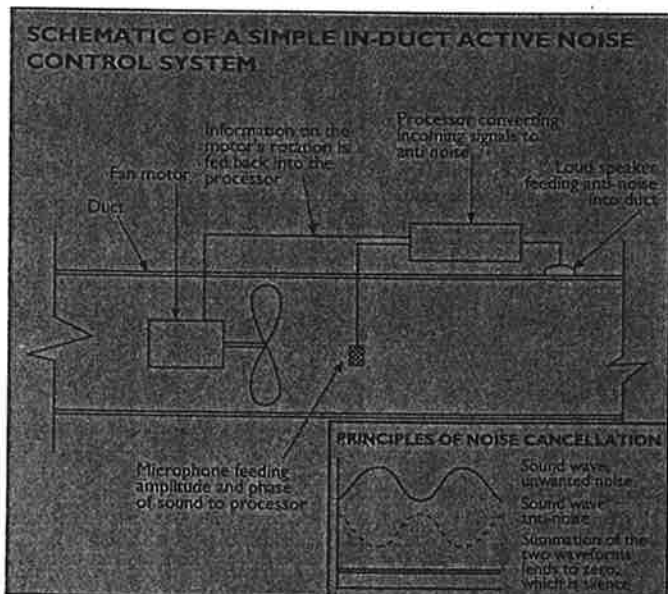 SCHEMATIC OF A SIMPLE IN-DUCT ACTIVE NOISE
CONTROL SYSTEM
Information on the
motor's rotation is
fed back into the
processor
Processor converting
incoming signals to
anti noise
Loud speaker
feeding anti-noise
into duct
Fan motor
Duct
Microphone feeding
amplitude and phase
of sound to processor
PRINCIPLES OF NOISE CANCELLATION
Sound wave,
unwanted noise
Sound wave
anti-noise
Summation of the
two waveforms
tends to zero,
which is silence